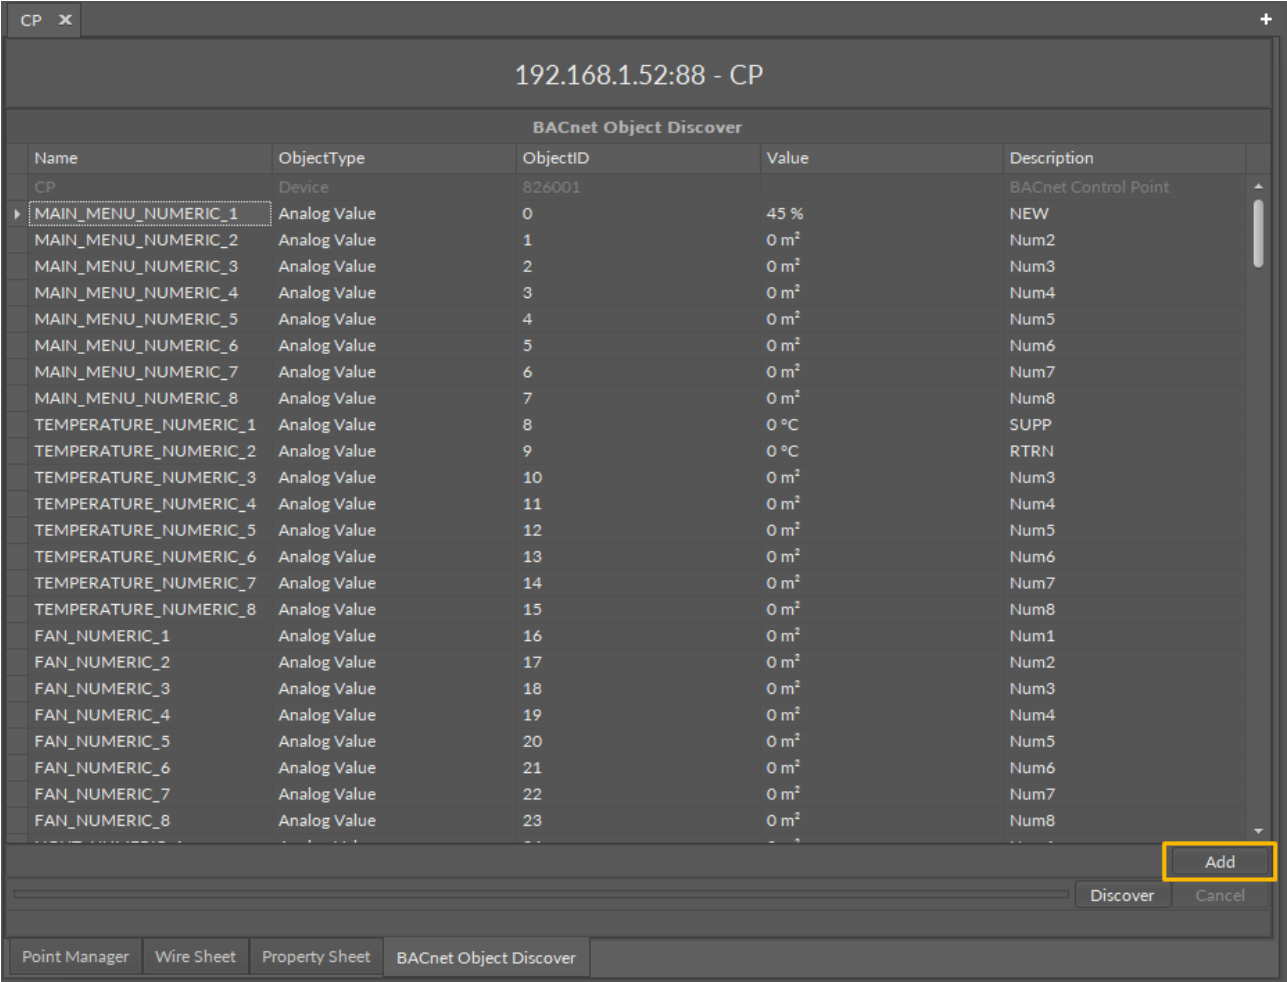 CP
192.168.1.52:88 - CP
BACnet Object Discover
Name ObjectType ObjectID Value Description
CP Device 826001 BACnet Control Point
MAIN_MENU_NUMERIC_1 Analog Value 0 45 % NEW
MAIN_MENU_NUMERIC_2 Analog Value 1 0 m² Num2
MAIN_MENU_NUMERIC_3 Analog Value 2 0 m² Num3
MAIN_MENU_NUMERIC_4 Analog Value 3 0 m² Num4
MAIN_MENU_NUMERIC_5 Analog Value 4 0 m² Num5
MAIN_MENU_NUMERIC_6 Analog Value 5 0 m² Num6
MAIN_MENU_NUMERIC_7 Analog Value 6 0 m² Num7
MAIN_MENU_NUMERIC_8 Analog Value 7 0 m² Num8
TEMPERATURE_NUMERIC_1 Analog Value 8 0 °C SUPP
TEMPERATURE_NUMERIC_2 Analog Value 9 0 °C RTRN
TEMPERATURE_NUMERIC_3 Analog Value 10 0 m² Num3
TEMPERATURE_NUMERIC_4 Analog Value 11 0 m² Num4
TEMPERATURE_NUMERIC_5 Analog Value 12 0 m² Num5
TEMPERATURE_NUMERIC_6 Analog Value 13 0 m² Num6
TEMPERATURE_NUMERIC_7 Analog Value 14 0 m² Num7
TEMPERATURE_NUMERIC_8 Analog Value 15 0 m² Num8
FAN_NUMERIC_1 Analog Value 16 0 m² Num1
FAN_NUMERIC_2 Analog Value 17 0 m² Num2
FAN_NUMERIC_3 Analog Value 18 0 m² Num3
FAN_NUMERIC_4 Analog Value 19 0 m² Num4
FAN_NUMERIC_5 Analog Value 20 0 m² Num5
FAN_NUMERIC_6 Analog Value 21 0 m² Num6
FAN_NUMERIC_7 Analog Value 22 0 m² Num7
FAN_NUMERIC_8 Analog Value 23 0 m² Num8
Add
Discover Cancel
Point Manager Wire Sheet Property Sheet BACnet Object Discover